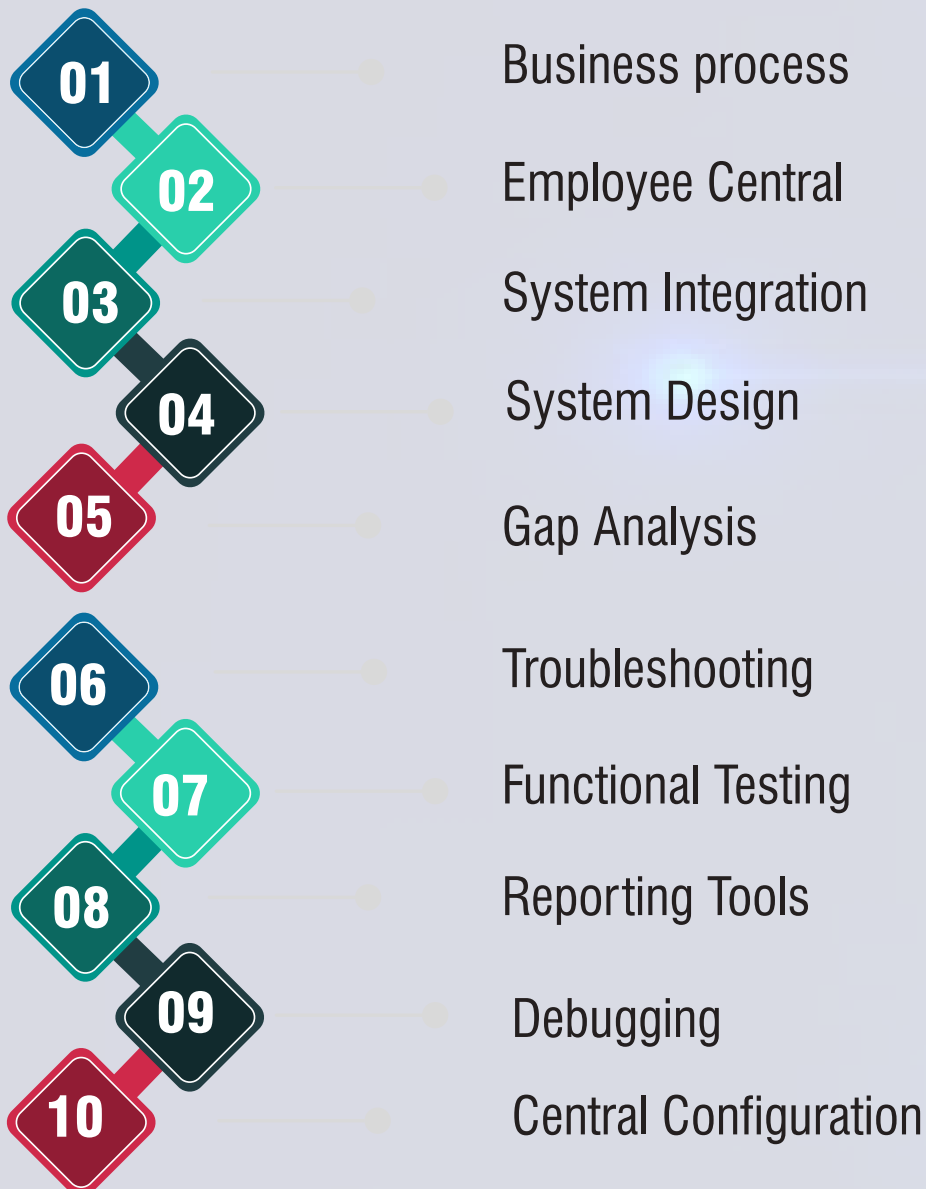 01 Business process
02 Employee Central
03 System Integration
04 System Design
05 Gap Analysis
06 Troubleshooting
07 Functional Testing
08 Reporting Tools
09 Debugging
10 Central Configuration